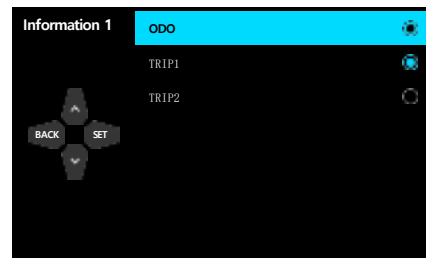 Information 1
ODO
TRIP1
TRIP2
BACK
SET